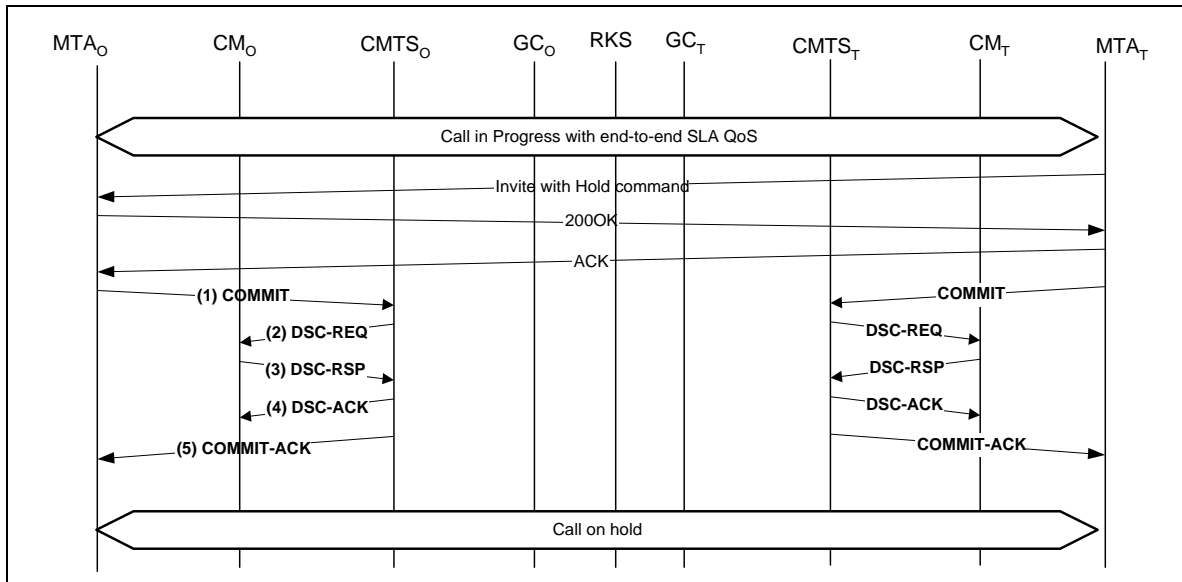 MTAO CMO CMTSO GCO RKS GCT CMTST CMT MTAT
Call in Progress with end-to-end SLA QoS
Invite with Hold command
200OK
ACK
(1) COMMIT COMMIT
(2) DSC-REQ DSC-REQ
(3) DSC-RSP DSC-RSP
(4) DSC-ACK DSC-ACK
(5) COMMIT-ACK COMMIT-ACK
Call on hold